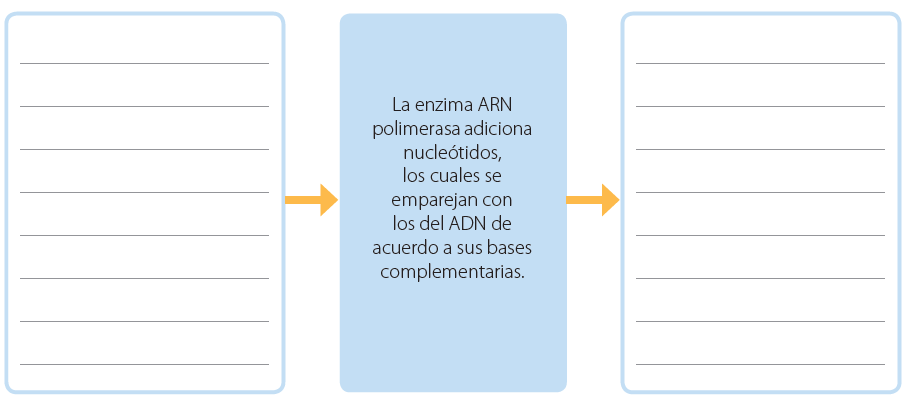 La enzima ARN
polimerasa adiciona
nucleótidos,
los cuales se
emparejan con
los del ADN de
acuerdo a sus bases
complementarias.